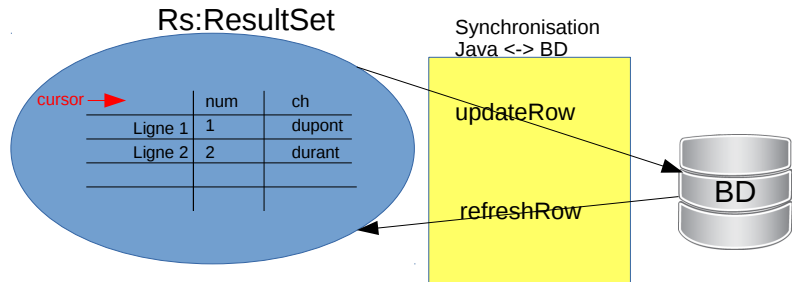 Rs:ResultSet
Synchronisation
Java <-> BD
cursor
num ch
Ligne 1 1 dupont
Ligne 2 2 durant
updateRow
refreshRow
BD